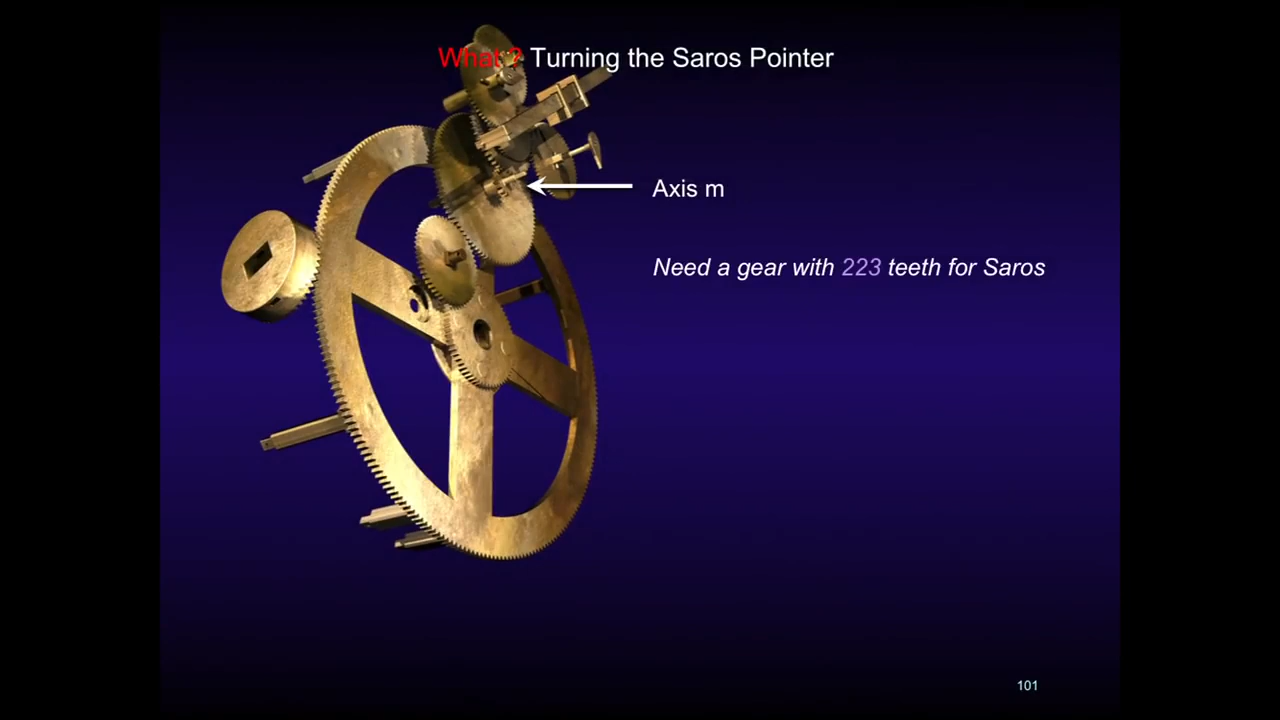 What ? Turning the Saros Pointer
Axis m
Need a gear with 223 teeth for Saros
101